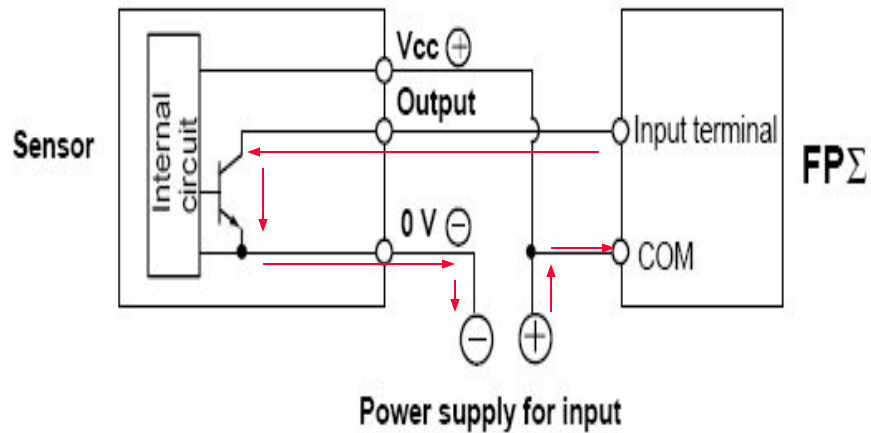 Vcc ⊕
Output
Sensor
Internal
circuit
Input terminal
FPΣ
0 V ⊖
COM
⊖ ⊕
Power supply for input